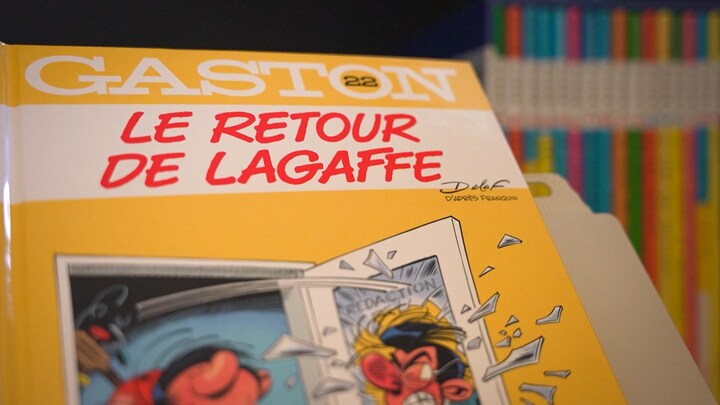 GASTON
22
LE RETOUR
DE LAGAFFE
Delaf
D'APRÈS FRANQUIN
RÉDACTION